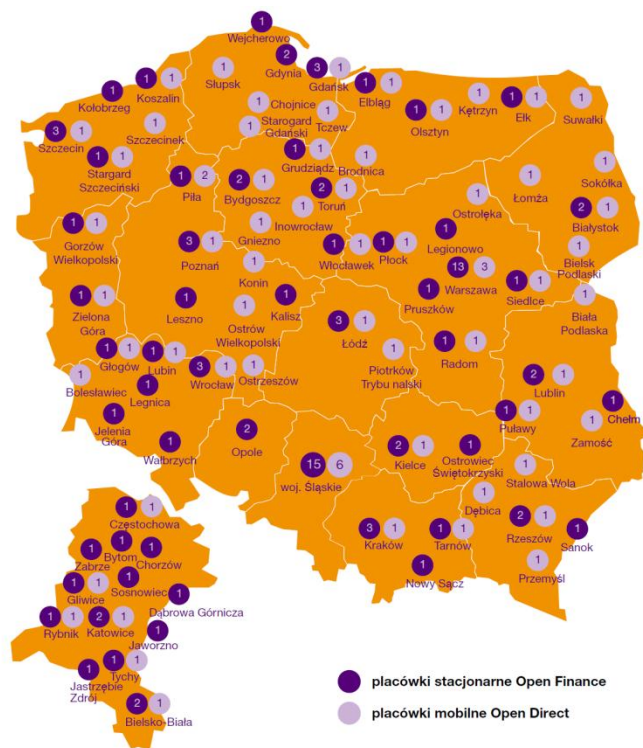 1
Wejcherowo
2
Gdynia
3 1
Gdańsk
1
Słupsk
1 1
Koszalin
1
Kołobrzeg
1 1
Elbląg
1
Kętrzyn
1 1
Ełk
1
Suwałki
1
Chojnice
1
Starogard
Gdański
1
Tczew
1 1
Olsztyn
3 1
Szczecin
1
Szczecinek
1 1
Stargard
Szczeciński
1 1
Grudziądz
1
Brodnica
1
Sokółka
1
Łomża
1 2
Piła
2 1
Bydgoszcz
2 1
Toruń
1
Inowrocław
1
Ostrołęka
2 1
Białystok
1 1
Gorzów
Wielkopolski
1
Gniezno
3 1
Poznań
1 1
Włocławek
1 1
Płock
1
Legionowo
1
Bielsk
Podlaski
1
Konin
13 3
Warszawa
1
Pruszków
1 1
Siedlce
1
Biała
Podlaska
1 1
Zielona
Góra
1
Leszno
1
Ostrów
Wielkopolski
1
Kalisz
3 1
Łódź
1
Piotrków
Trybu nalski
1 1
Radom
1 1
Głogów
1 1
Lubin
3 1
Wrocław
1
Ostrzeszów
1
Bolesławiec
1
Legnica
2 1
Lublin
1
Chełm
1 1
Puławy
1
Zamość
1
Jelenia
Góra
1
Wałbrzych
2
Opole
15 6
woj. Śląskie
2 1
Kielce
1
Ostrowiec
Świętokrzyski
1
Stalowa Wola
1
Dębica
3 1
Kraków
1 1
Tarnów
2 1
Rzeszów
1
Sanok
1
Nowy Sącz
1
Przemyśl
1 1
Częstochowa
1
Zabrze
1
Bytom
1
Chorzów
1 1
Gliwice
1
Sosnowiec
1
Dąbrowa Górnicza
1 1
Rybnik
2 1
Katowice
1
Jaworzno
1 1
Tychy
1
Jastrzębie
Zdrój
2 1
Bielsko-Biała
placówki stacjonarne Open Finance
placówki mobilne Open Direct